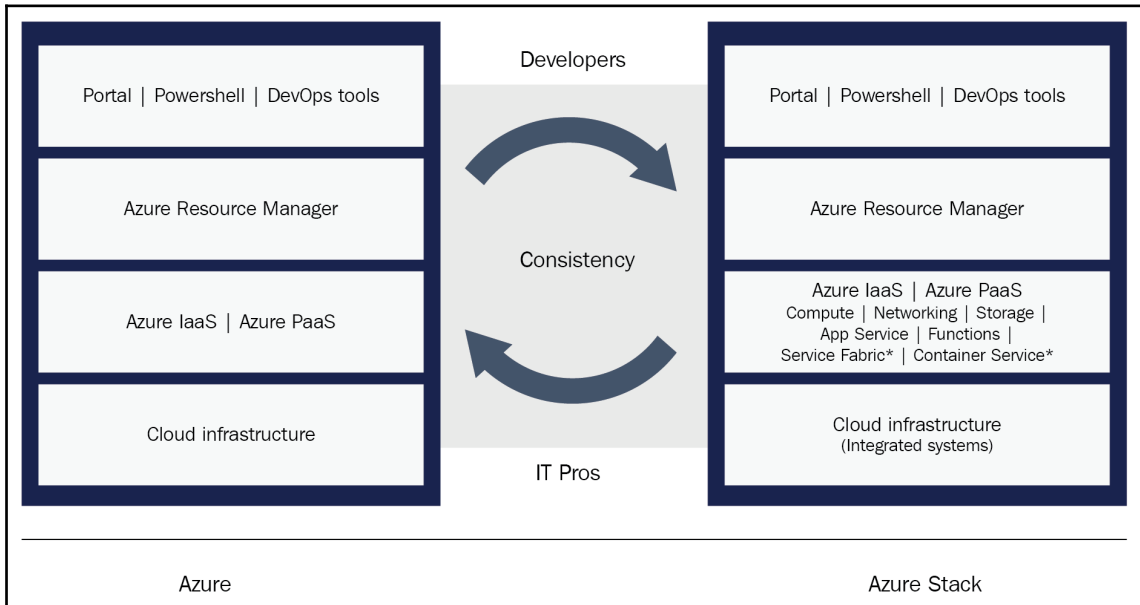 Portal | Powershell | DevOps tools
Azure Resource Manager
Azure IaaS | Azure PaaS
Cloud infrastructure
Azure
Developers
Consistency
IT Pros
Portal | Powershell | DevOps tools
Azure Resource Manager
Azure IaaS | Azure PaaS
Compute | Networking | Storage |
App Service | Functions |
Service Fabric* | Container Service*
Cloud infrastructure
(Integrated systems)
Azure Stack